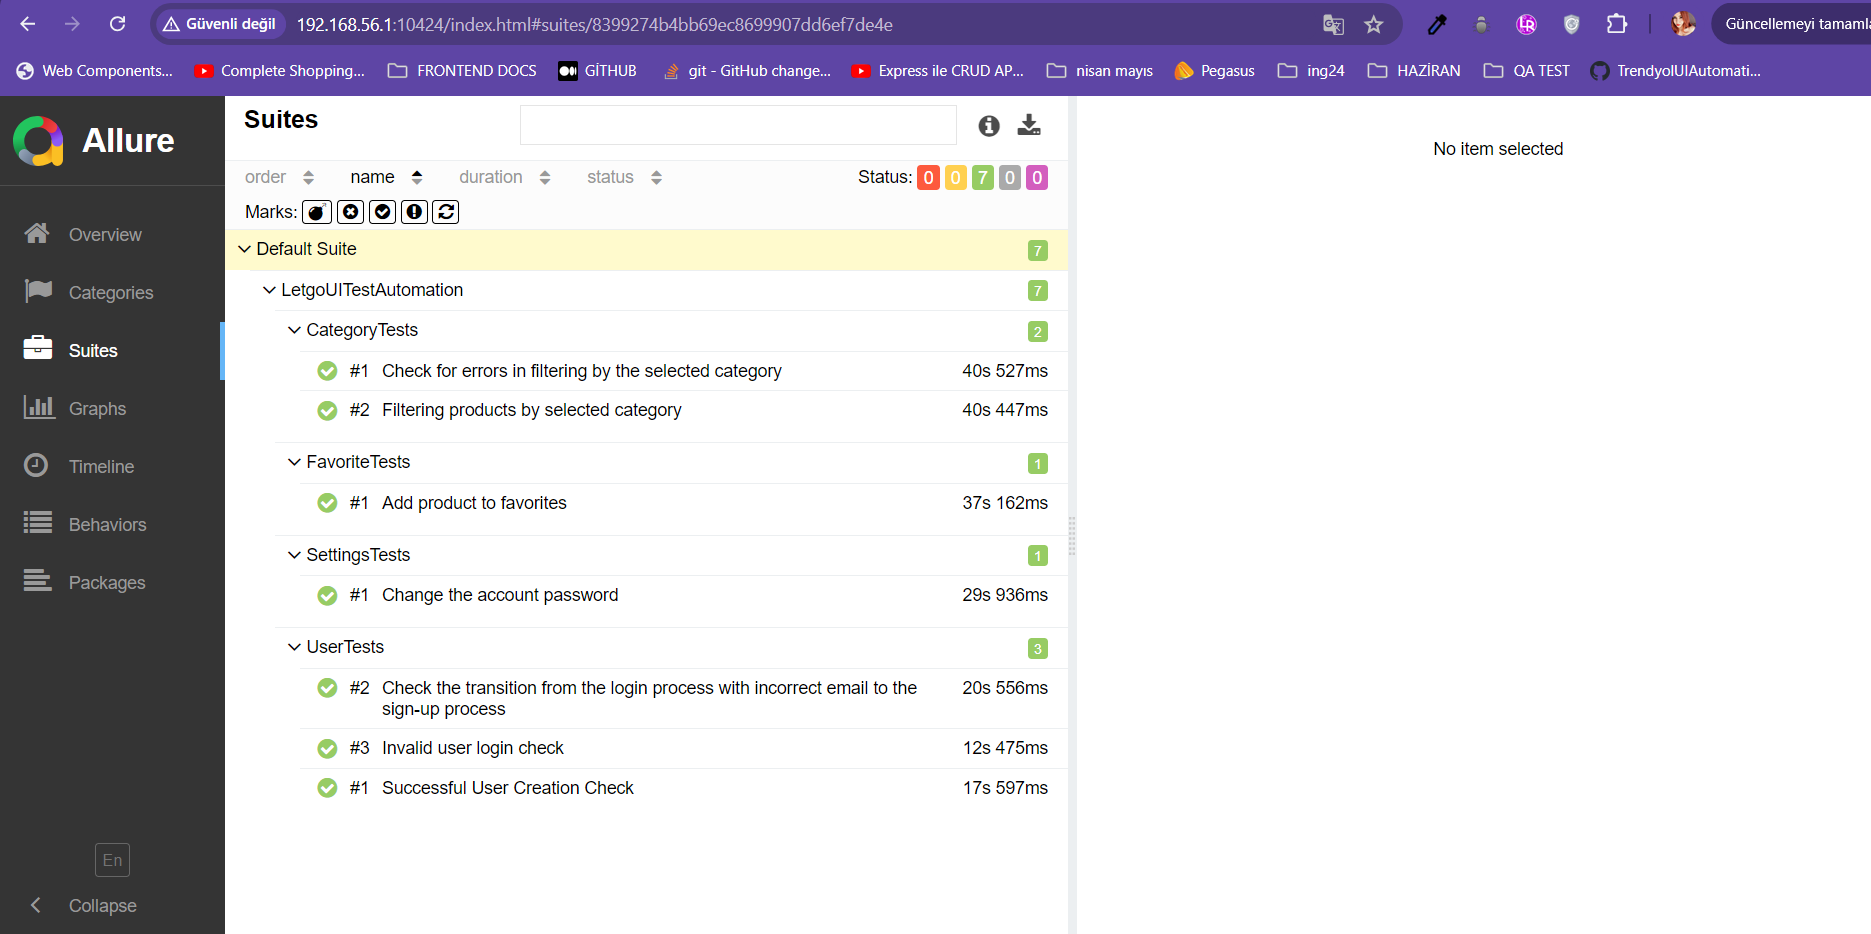 Güvenli değil 192.168.56.1:10424/index.html#suites/8399274b4bb69ec8699907dd6ef7de4e Güncellemeyi tamamla
Web Components... Complete Shopping... FRONTEND DOCS GİTHUB git - GitHub change... Express ile CRUD AP... nisan mayıs Pegasus ing24 HAZİRAN QA TEST TrendyolUIAutomati...
Allure
Overview
Categories
Suites
Graphs
Timeline
Behaviors
Packages
En
Collapse
Suites
order name duration status Status: 0 0 7 0 0
Marks:
Default Suite 7
LetgoUITestAutomation 7
CategoryTests 2
#1 Check for errors in filtering by the selected category 40s 527ms
#2 Filtering products by selected category 40s 447ms
FavoriteTests 1
#1 Add product to favorites 37s 162ms
SettingsTests 1
#1 Change the account password 29s 936ms
UserTests 3
#2 Check the transition from the login process with incorrect email to the 20s 556ms
sign-up process
#3 Invalid user login check 12s 475ms
#1 Successful User Creation Check 17s 597ms
No item selected